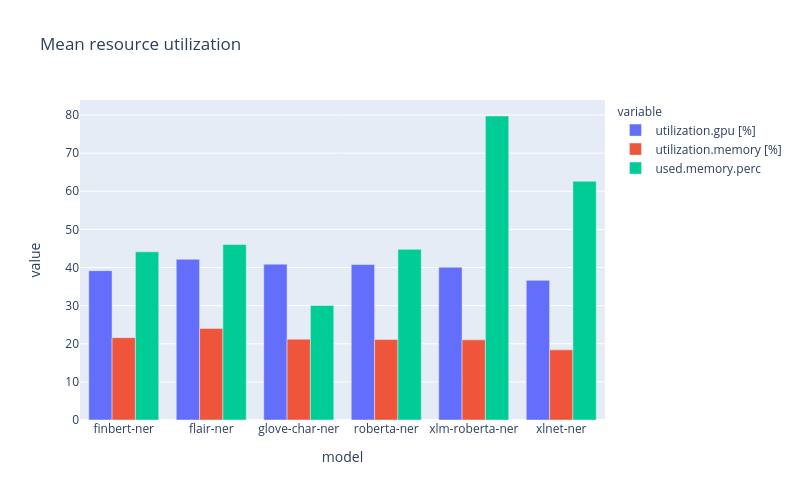 Mean resource utilization
variable
utilization.gpu [%]
utilization.memory [%]
used.memory.perc
value
80
70
60
50
40
30
20
10
0
finbert-ner flair-ner glove-char-ner roberta-ner xlm-roberta-ner xlnet-ner
model